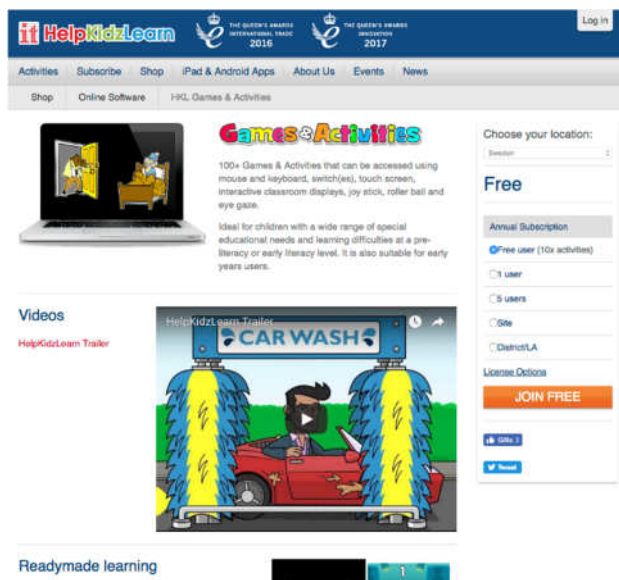 it HelpKidzLearn
THE QUEEN'S AWARDS
INTERNATIONAL TRADE
2016
THE QUEEN'S AWARDS
INNOVATION
2017
Log in
Activities Subscribe Shop iPad & Android Apps About Us Events News
Shop Online Software HKL Games & Activities
Games & Activities
100+ Games & Activities that can be accessed using
mouse and keyboard, switch(es), touch screen,
interactive classroom displays, joy stick, roller ball and
eye gaze.
Ideal for children with a wide range of special
educational needs and learning difficulties at a pre-
literacy or early literacy level. It is also suitable for early
years users.
Choose your location:
Sweden
Free
Annual Subscription
Free user (10x activities)
1 user
5 users
Site
District/LA
License Options
JOIN FREE
Gilla
Tweet
Videos
HelpKidzLearn Trailer
HelpKidzLearn Trailer
CAR WASH
Readymade learning
1